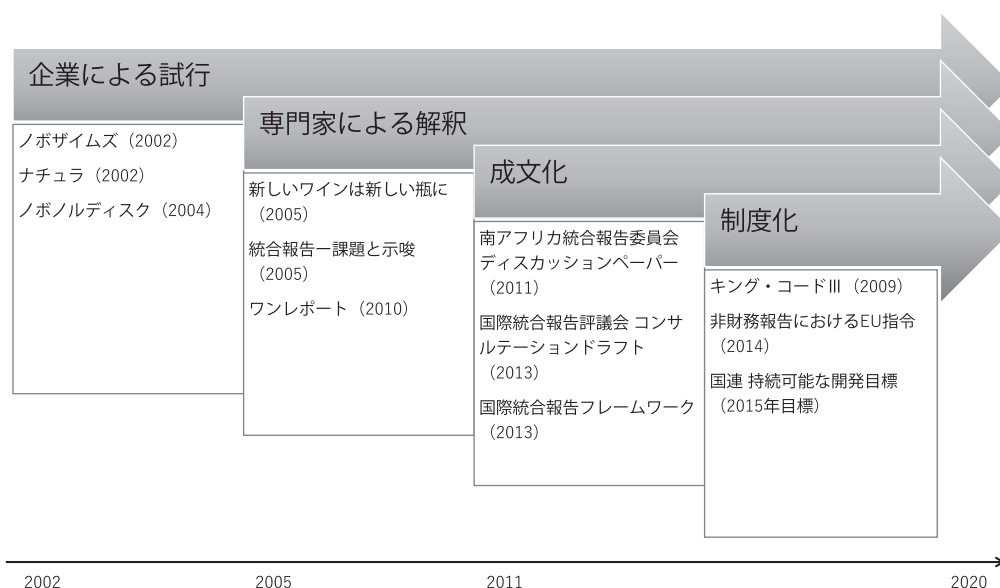 企業による試行
ノボザイムズ（2002）
ナチュラ（2002）
ノボノルディスク（2004）
専門家による解釈
新しいワインは新しい瓶に
（2005）
統合報告―課題と示唆
（2005）
ワンレポート（2010）
成文化
南アフリカ統合報告委員会
ディスカッションペーパー
（2011）
国際統合報告評議会 コンサ
ルテーションドラフト
（2013）
国際統合報告フレームワーク
（2013）
制度化
キング・コードⅢ（2009）
非財務報告におけるEU指令
（2014）
国連 持続可能な開発目標
（2015年目標）
2002
2005
2011
2020